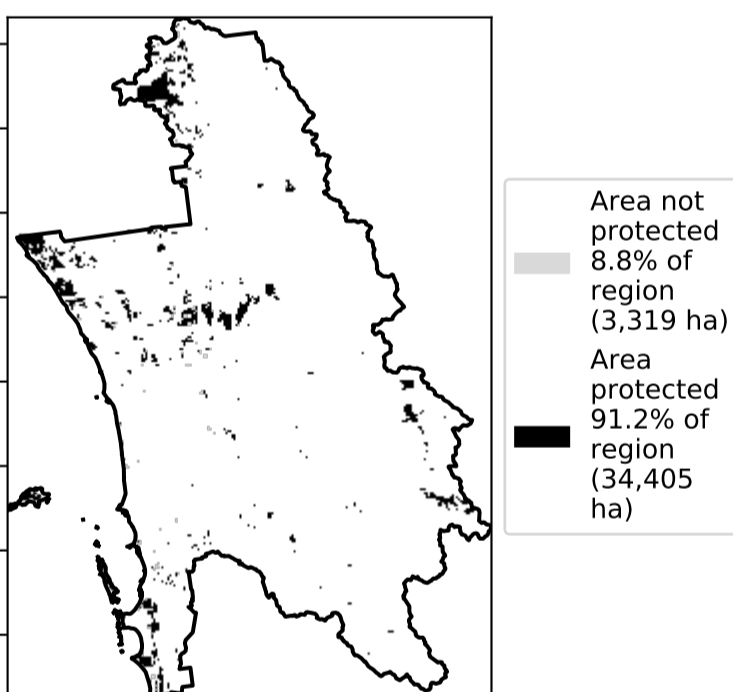 Area not
protected
8.8% of
region
(3,319 ha)
Area
protected
91.2% of
region
(34,405
ha)